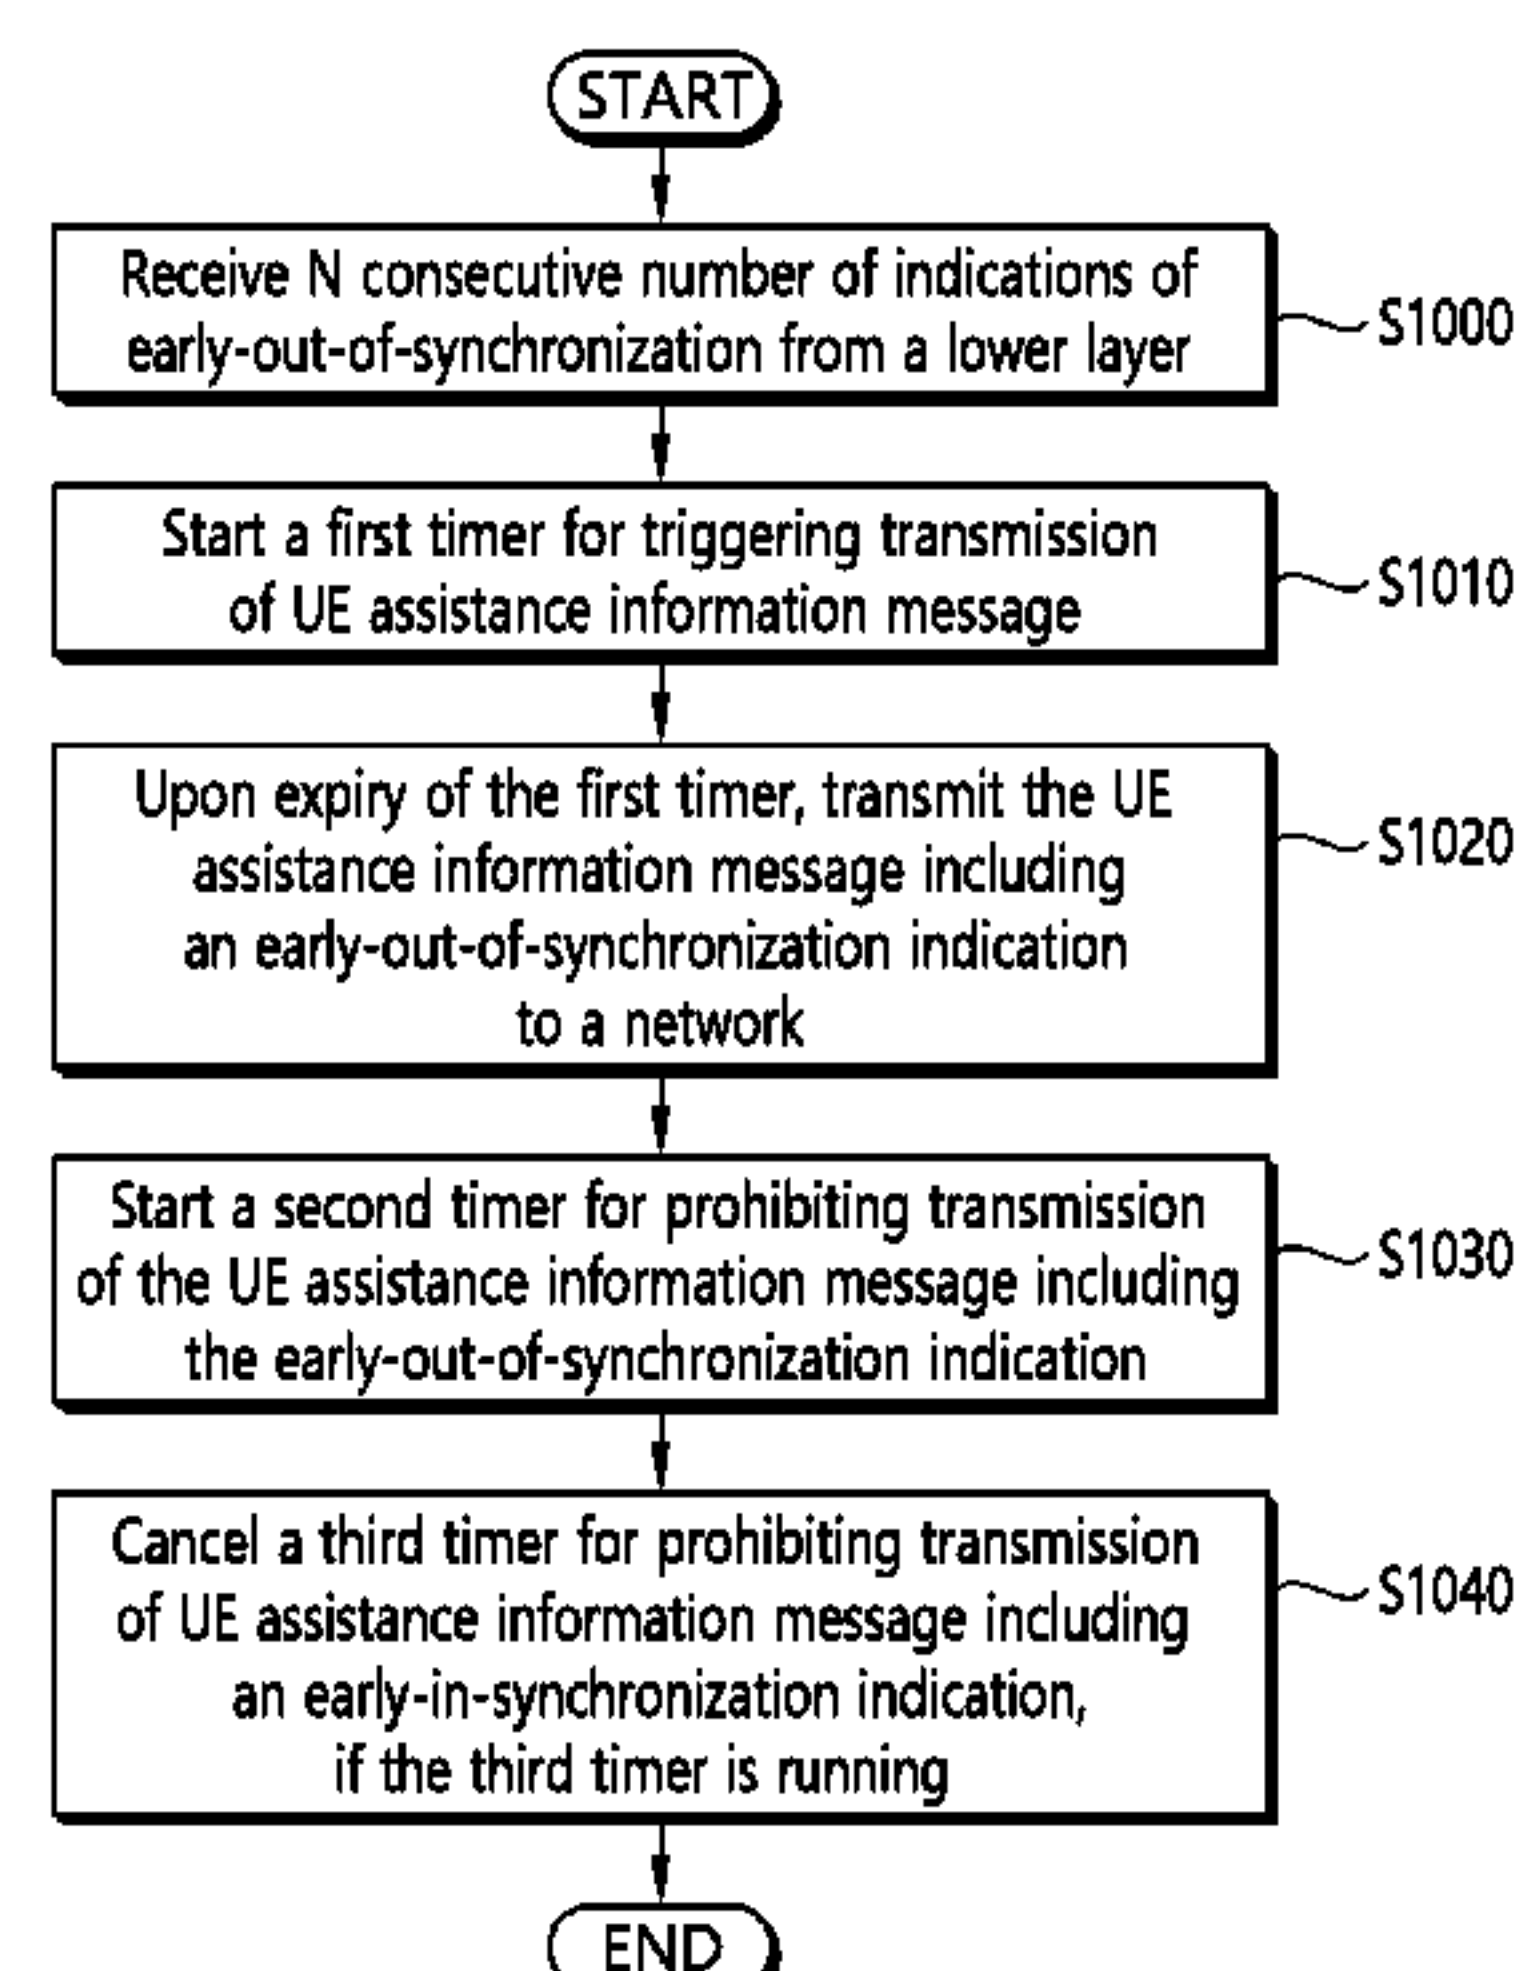 START
Receive N consecutive number of indications of
early-out-of-synchronization from a lower layer
S1000
Start a first timer for triggering transmission
of UE assistance information message
S1010
Upon expiry of the first timer, transmit the UE
assistance information message including
an early-out-of-synchronization indication
to a network
S1020
Start a second timer for prohibiting transmission
of the UE assistance information message including
the early-out-of-synchronization indication
S1030
Cancel a third timer for prohibiting transmission
of UE assistance information message including
an early-in-synchronization indication,
if the third timer is running
S1040
END